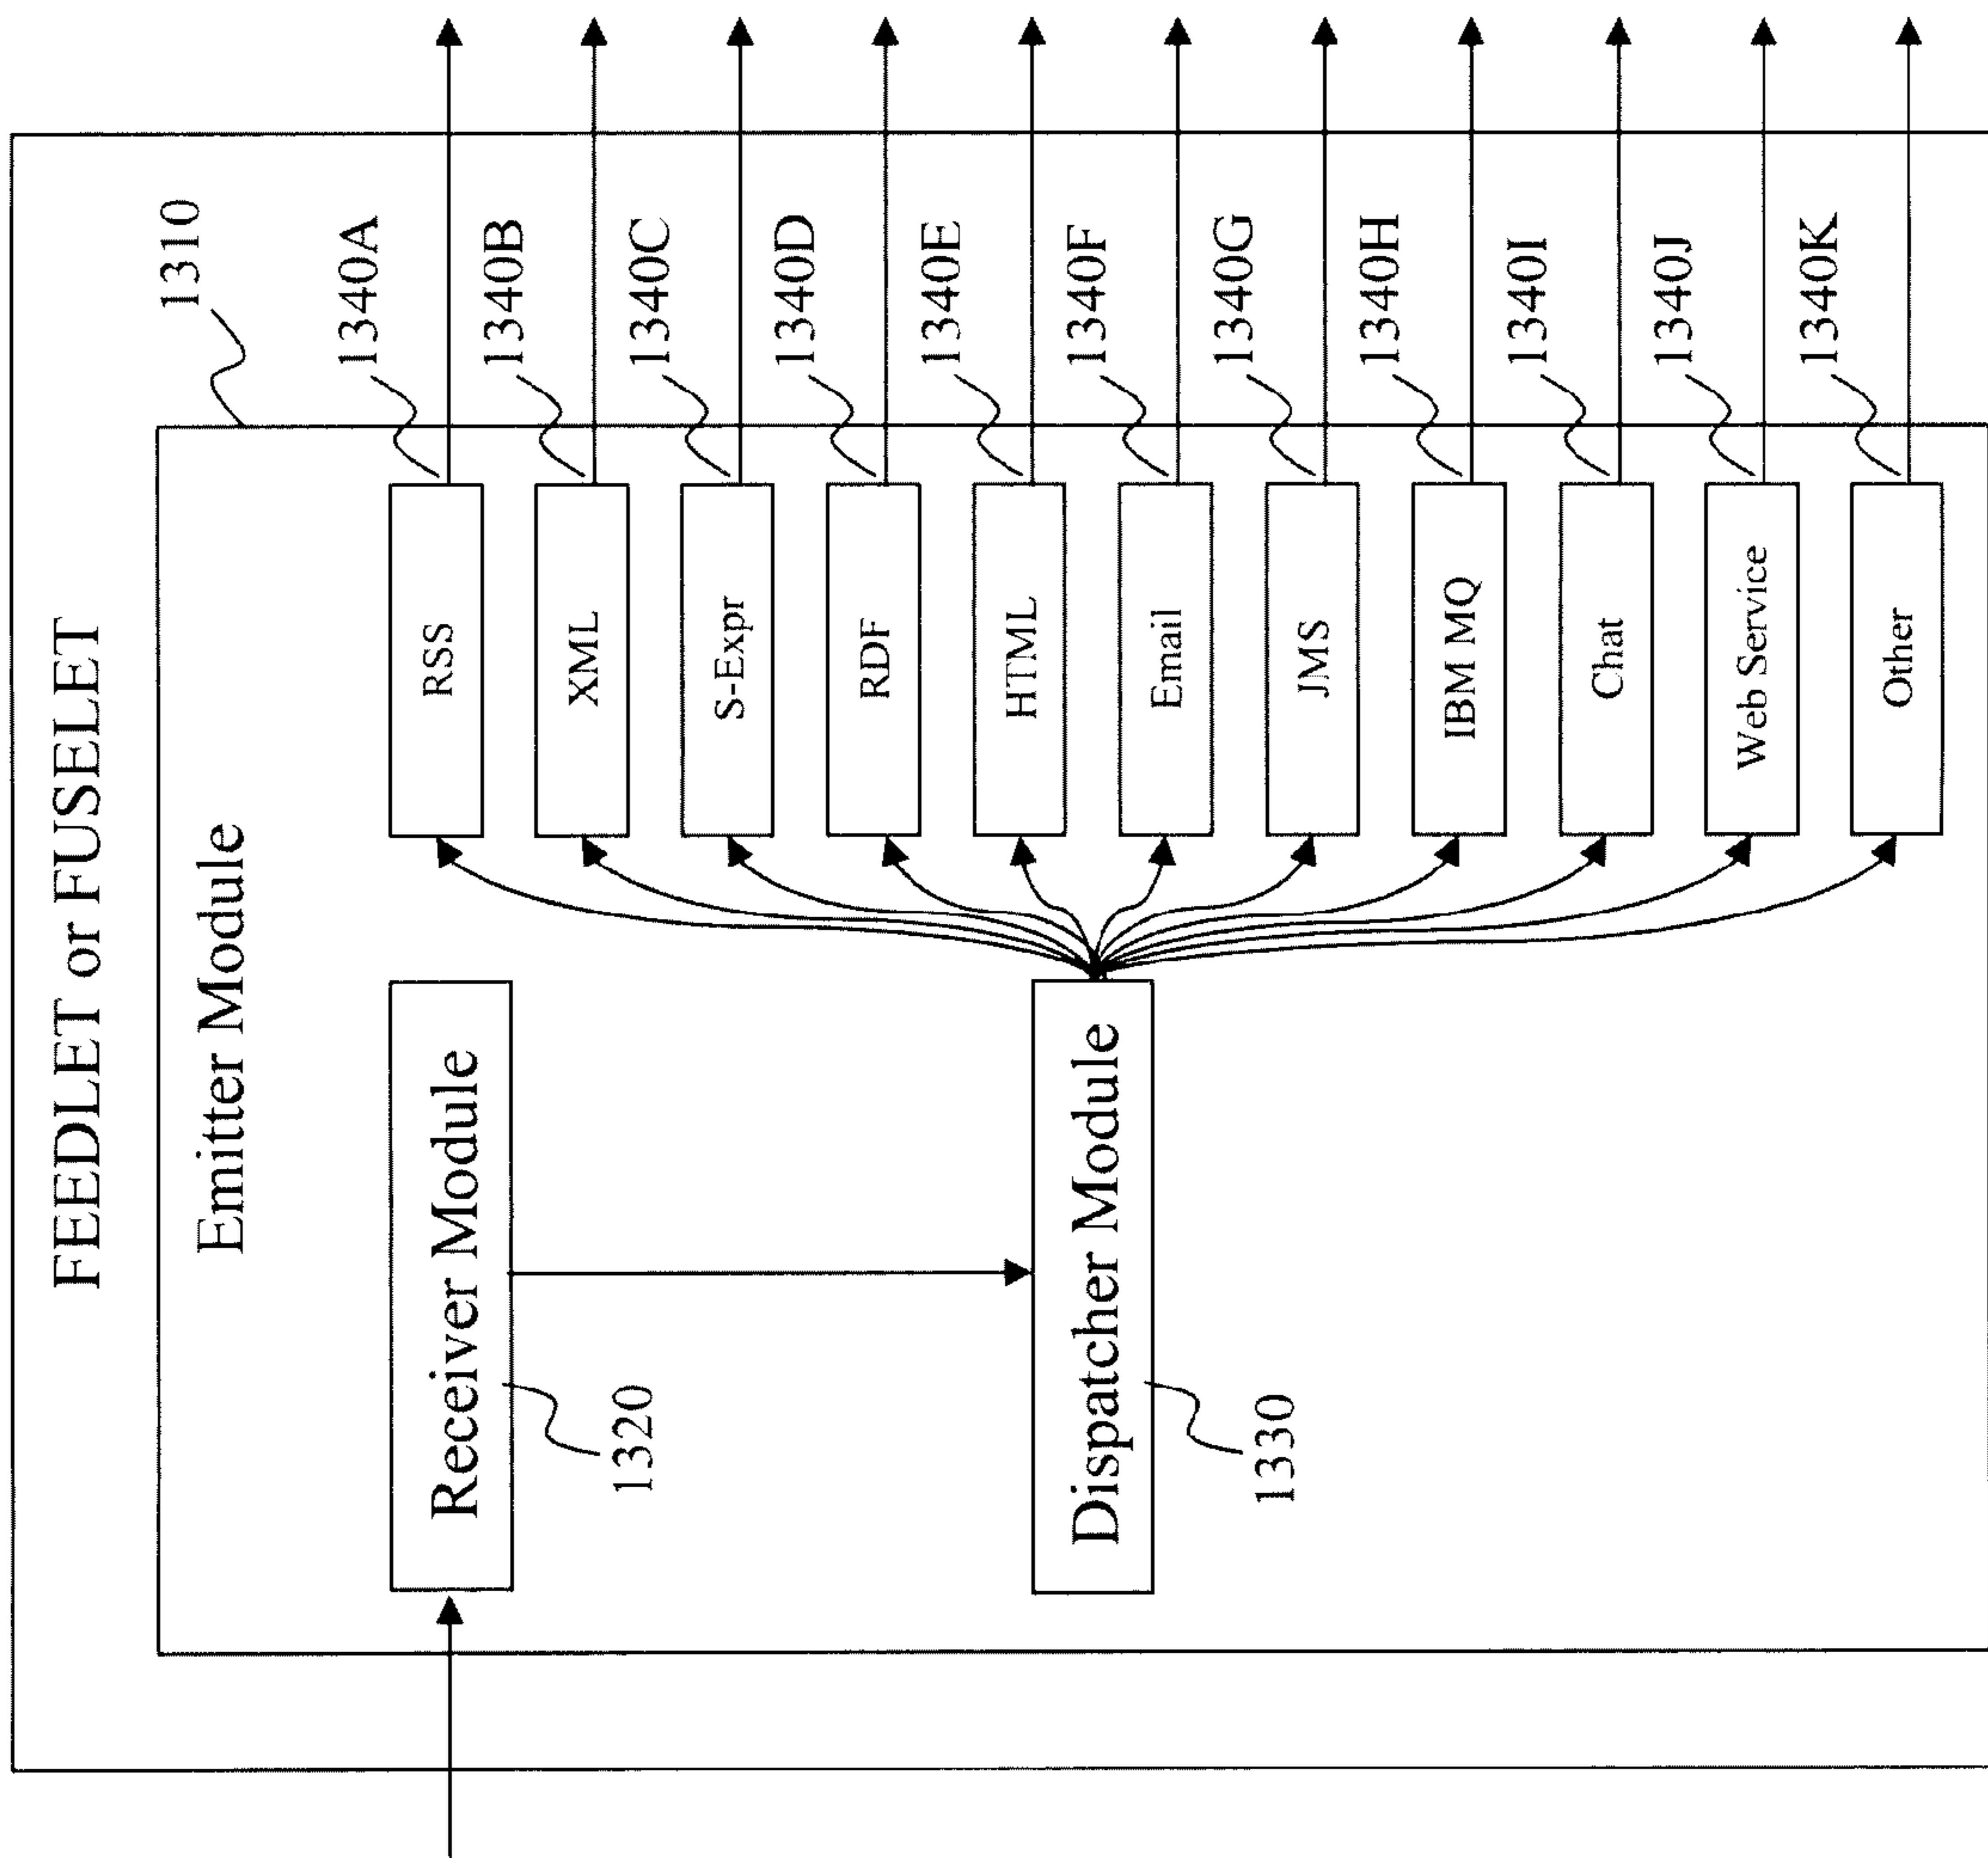 FEEDLET or FUSELET
Emitter Module
1310
Receiver Module
1320
Dispatcher Module
1330
RSS
1340A
XML
1340B
S-Expr
1340C
RDF
1340D
HTML
1340E
Email
1340F
JMS
1340G
IBM MQ
1340H
Chat
1340I
Web Service
1340J
Other
1340K